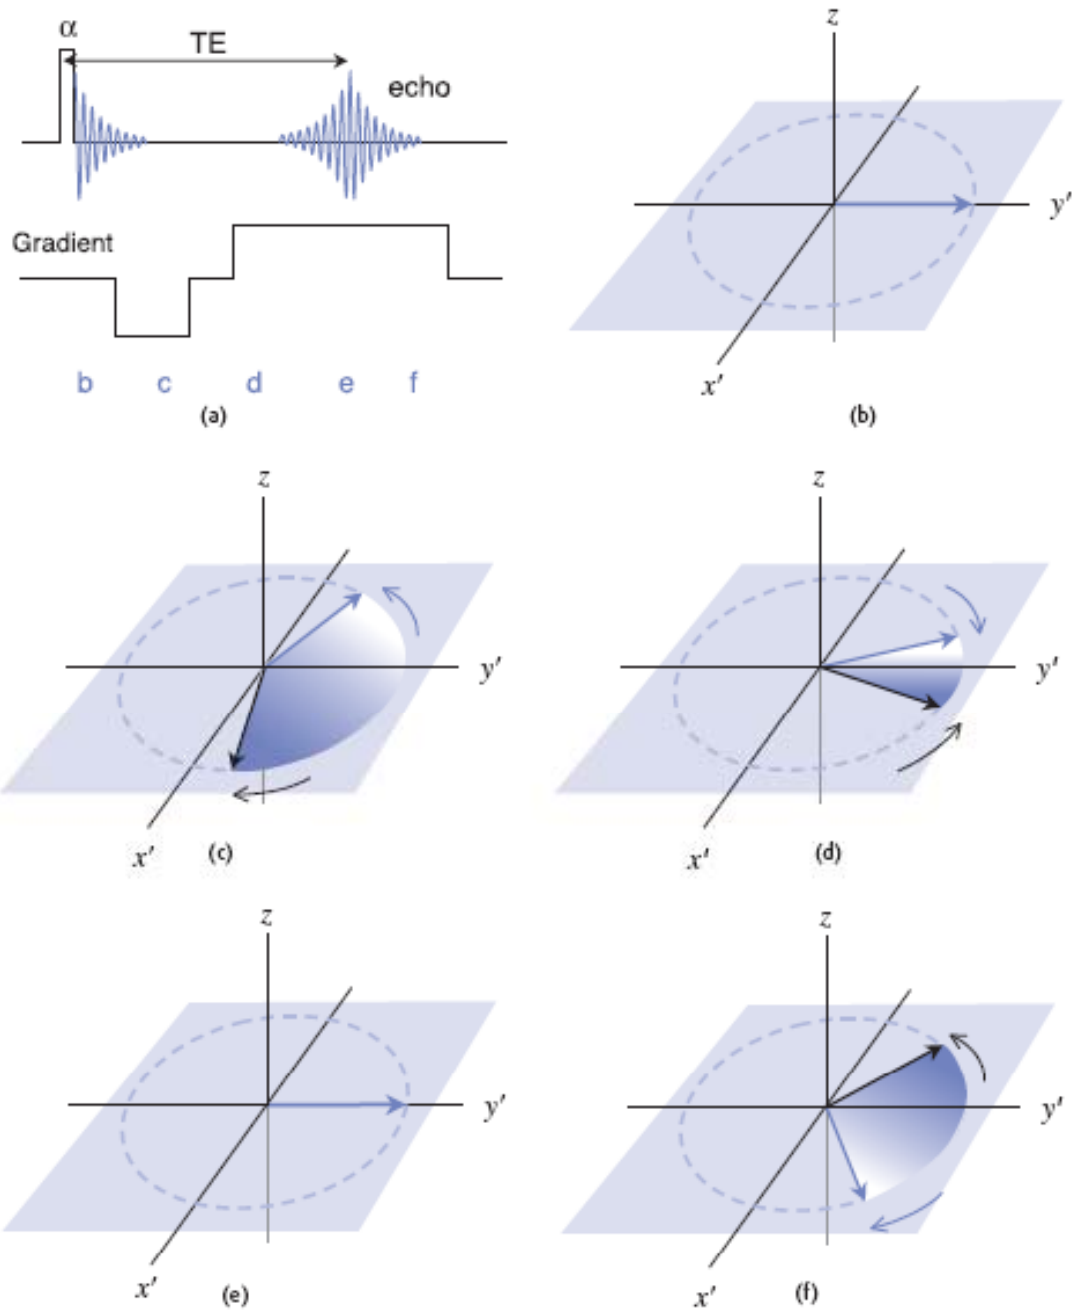 α
TE
echo
Gradient
b c d e f
(a)
z
y′
x′
(b)
z
y′
x′
(c)
z
y′
x′
(d)
z
y′
x′
(e)
z
y′
x′
(f)